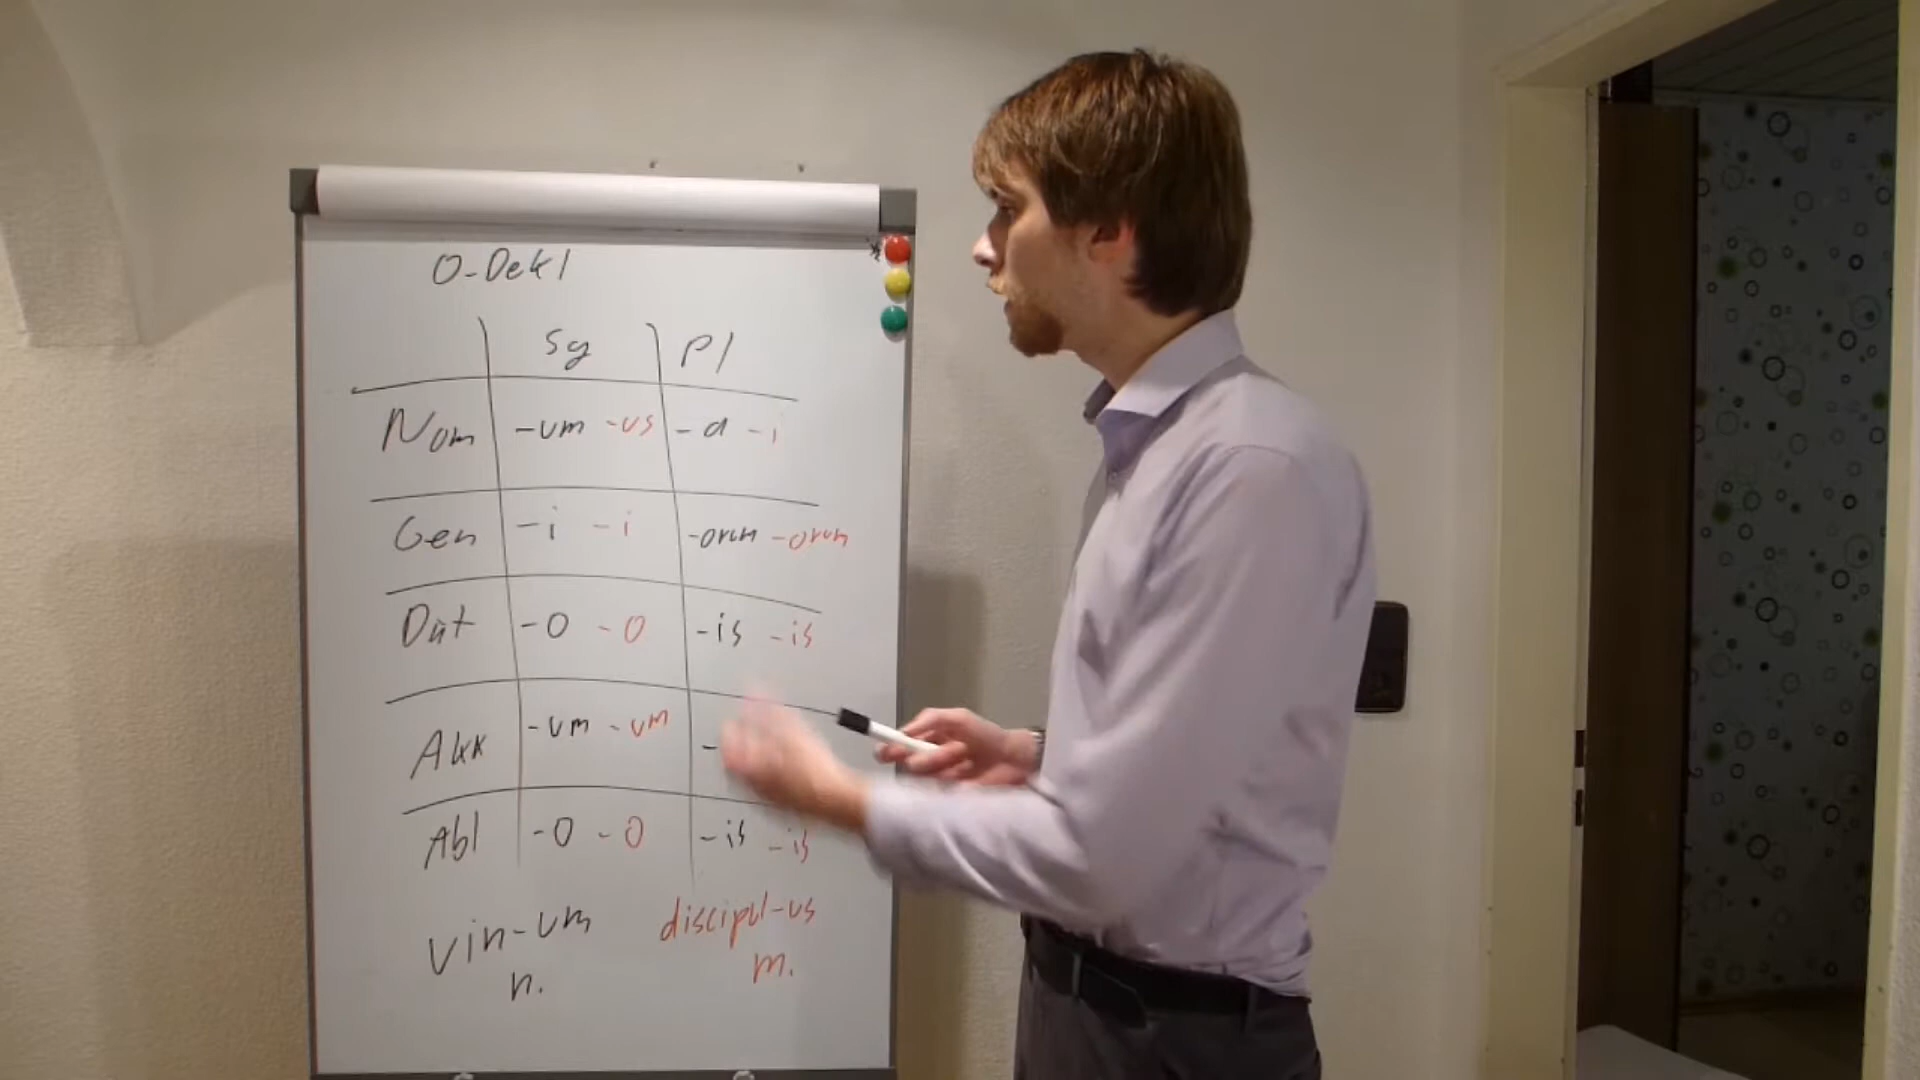 O-Dekl
Sg Pl
Nom -um -us -a -i
Gen -i -i -orum -orum
Dat -o -o -is -is
Akk -um -um -
Abl -o -o -is -is
vin-um discipul-us
n. m.